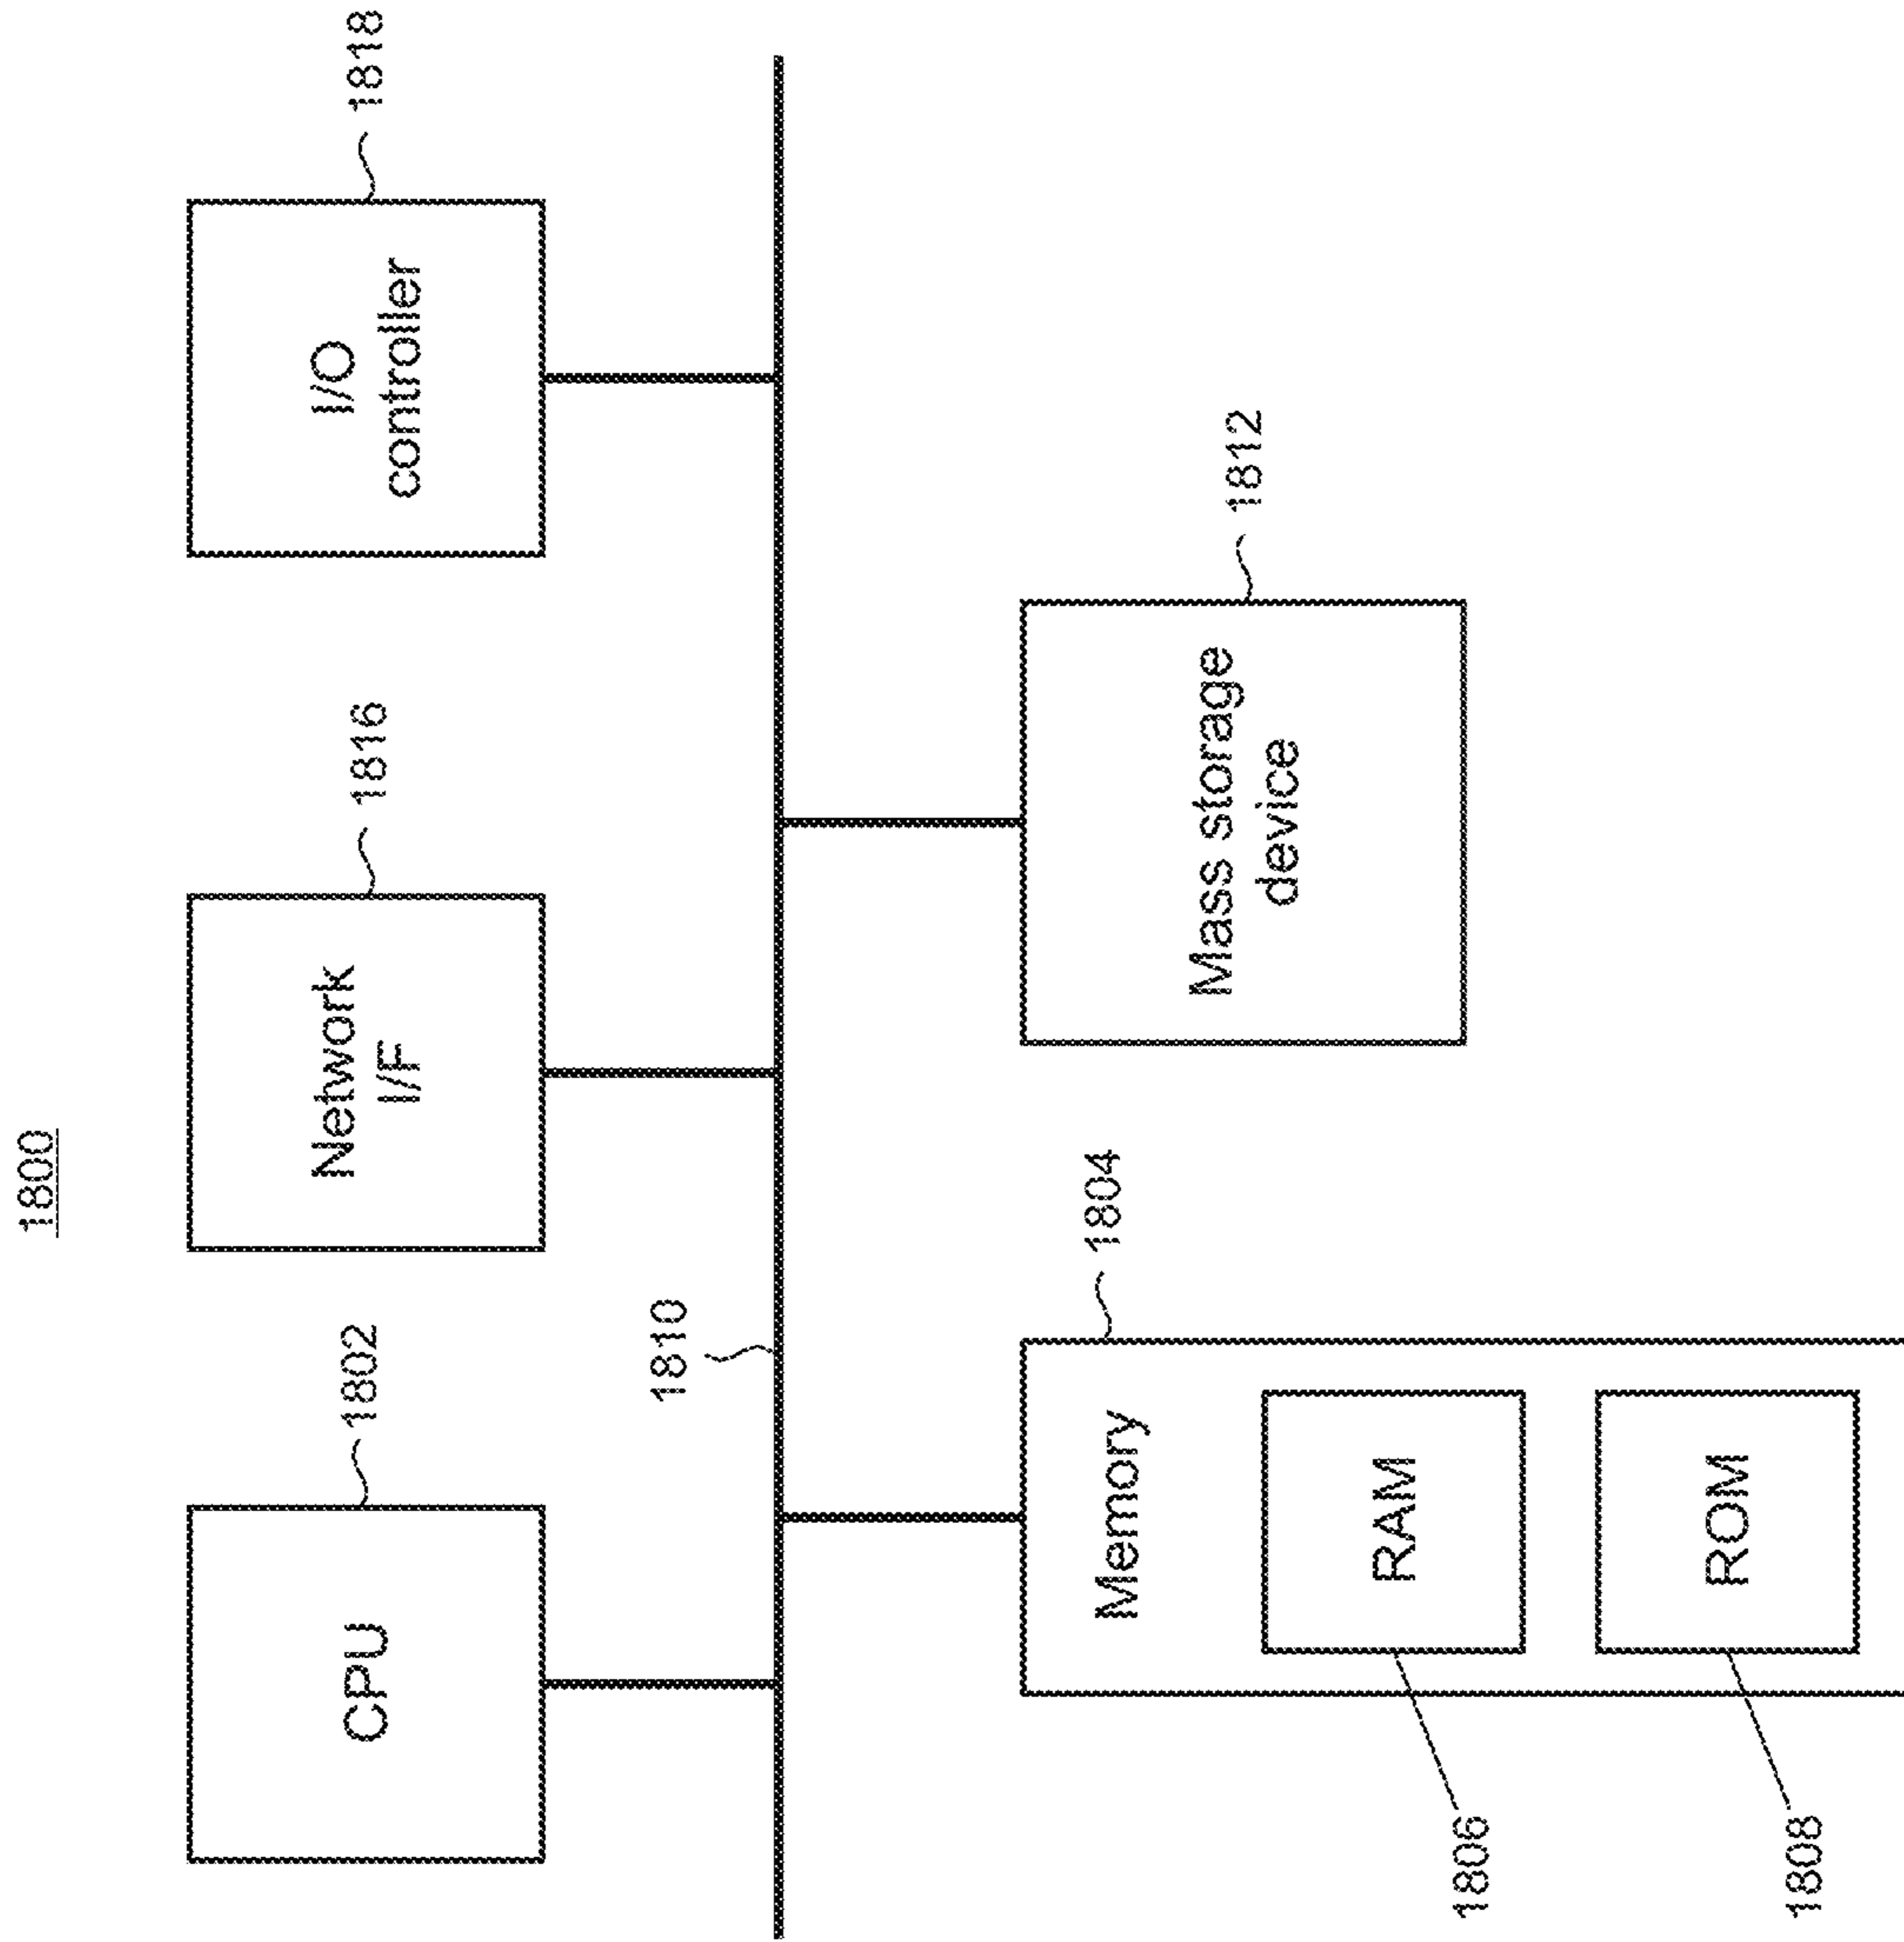 1800
CPU
1802
Network
I/F
1816
I/O
controller
1818
1810
Memory
1804
RAM
1806
ROM
1808
Mass storage
device
1812